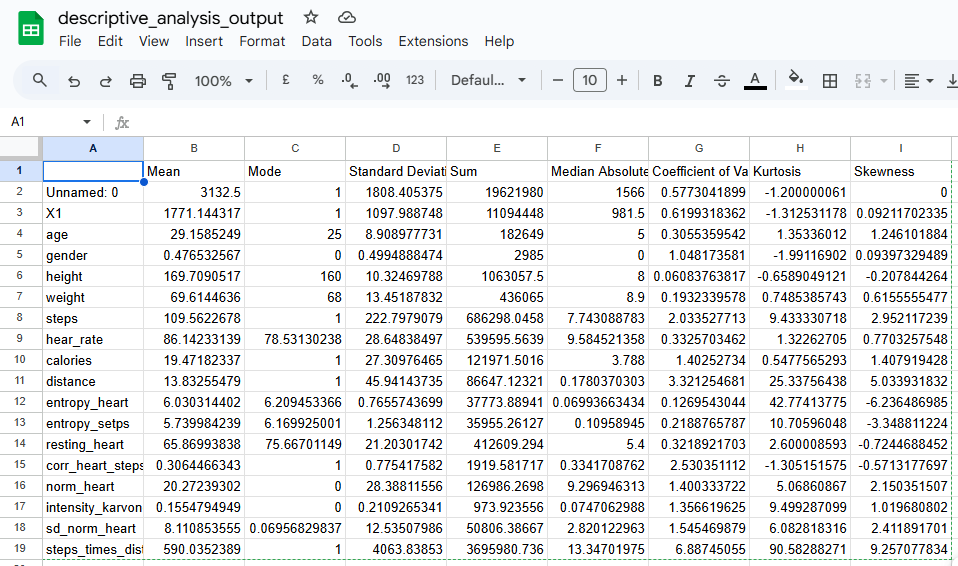 descriptive_analysis_output
File Edit View Insert Format Data Tools Extensions Help
100% £ % .0 .00 123 Defaul... − 10 + B I S A
A1 fx
A B C D E F G H I
1 Mean Mode Standard Deviati Sum Median Absolute Coefficient of Va Kurtosis Skewness
2 Unnamed: 0 3132.5 1 1808.405375 19621980 1566 0.5773041899 -1.200000061 0
3 X1 1771.144317 1 1097.988748 11094448 981.5 0.6199318362 -1.312531178 0.09211702335
4 age 29.1585249 25 8.908977731 182649 5 0.3055359542 1.35336012 1.246101884
5 gender 0.476532567 0 0.4994888474 2985 0 1.048173581 -1.99116902 0.09397329489
6 height 169.7090517 160 10.32469788 1063057.5 8 0.06083763817 -0.6589049121 -0.207844264
7 weight 69.6144636 68 13.45187832 436065 8.9 0.1932339578 0.7485385743 0.6155555477
8 steps 109.5622678 1 222.7979079 686298.0458 7.743088783 2.033527713 9.433330718 2.952117239
9 hear_rate 86.14233139 78.53130238 28.64838497 539595.5639 9.584521358 0.3325703462 1.32262705 0.7703257548
10 calories 19.47182337 1 27.30976465 121971.5016 3.788 1.40252734 0.5477565293 1.407919428
11 distance 13.83255479 1 45.94143735 86647.12321 0.1780370303 3.321254681 25.33756438 5.033931832
12 entropy_heart 6.030314402 6.209453366 0.7655743699 37773.88941 0.06993663434 0.1269543044 42.77413775 -6.236486985
13 entropy_setps 5.739984239 6.169925001 1.256348112 35955.26127 0.10958945 0.2188765787 10.70596048 -3.348811224
14 resting_heart 65.86993838 75.66701149 21.20301742 412609.294 5.4 0.3218921703 2.600008593 -0.7244688452
15 corr_heart_steps 0.3064466343 1 0.775417582 1919.581717 0.3341708762 2.530351112 -1.305151575 -0.5713177697
16 norm_heart 20.27239302 0 28.38811556 126986.2698 9.296946313 1.400333722 5.06860867 2.150351507
17 intensity_karvon 0.1554794949 0 0.2109265341 973.923556 0.0747062988 1.356619625 9.499287099 1.019680802
18 sd_norm_heart 8.110853555 0.06956829837 12.53507986 50806.38667 2.820122963 1.545469879 6.082818316 2.411891701
19 steps_times_dist 590.0352389 1 4063.83853 3695980.736 13.34701975 6.88745055 90.58288271 9.257077834